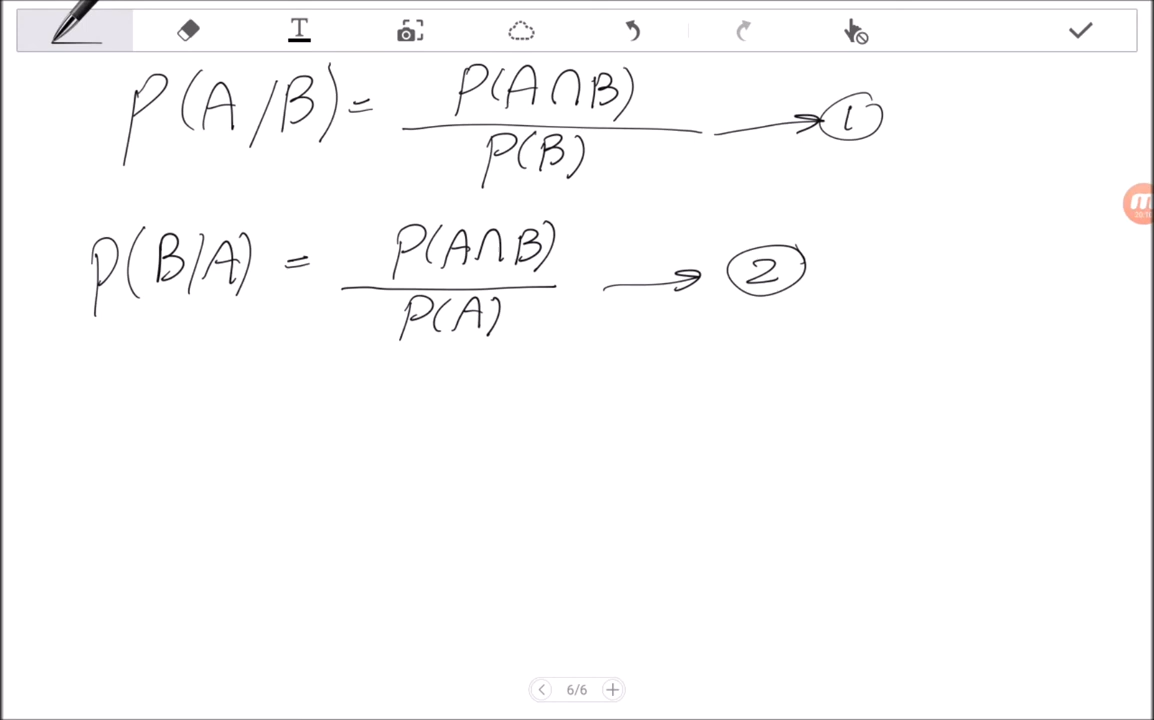 T
P(A/B) = P(A∩B) / P(B) → 1
P(B/A) = P(A∩B) / P(A) → 2
6/6